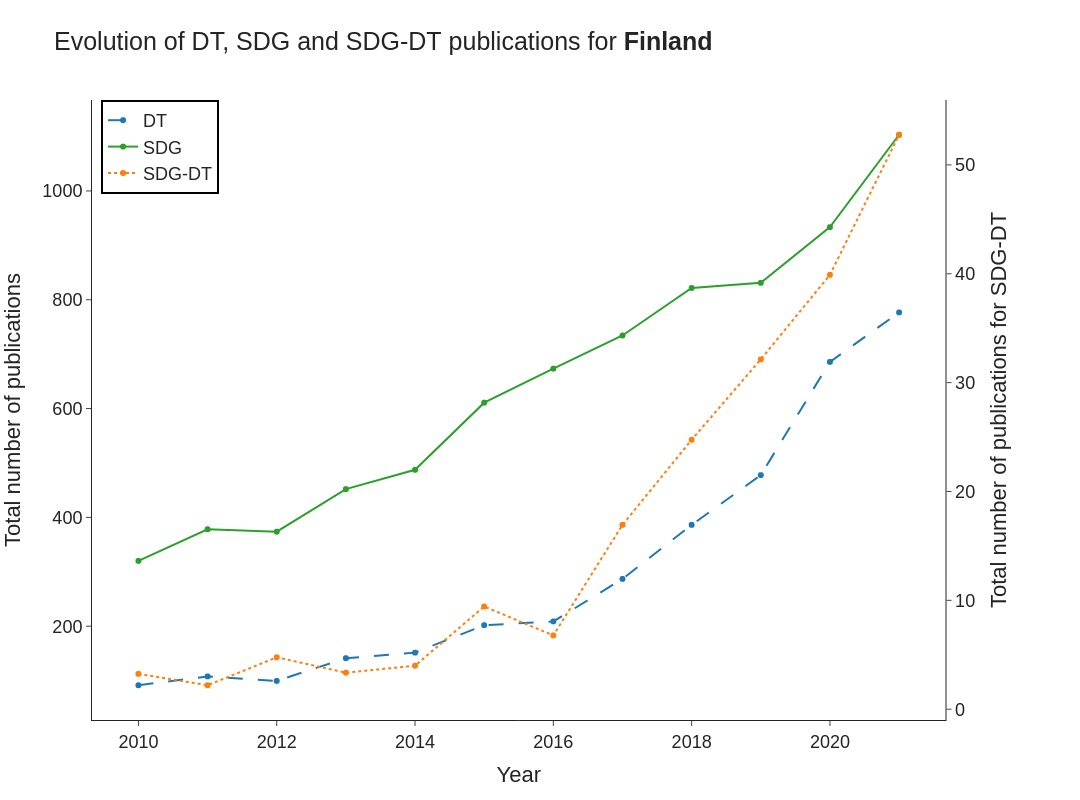 Evolution of DT, SDG and SDG-DT publications for Finland
DT
SDG
SDG-DT
1000
800
600
400
200
Total number of publications
50
40
30
20
10
0
Total number of publications for SDG-DT
2010
2012
2014
2016
2018
2020
Year